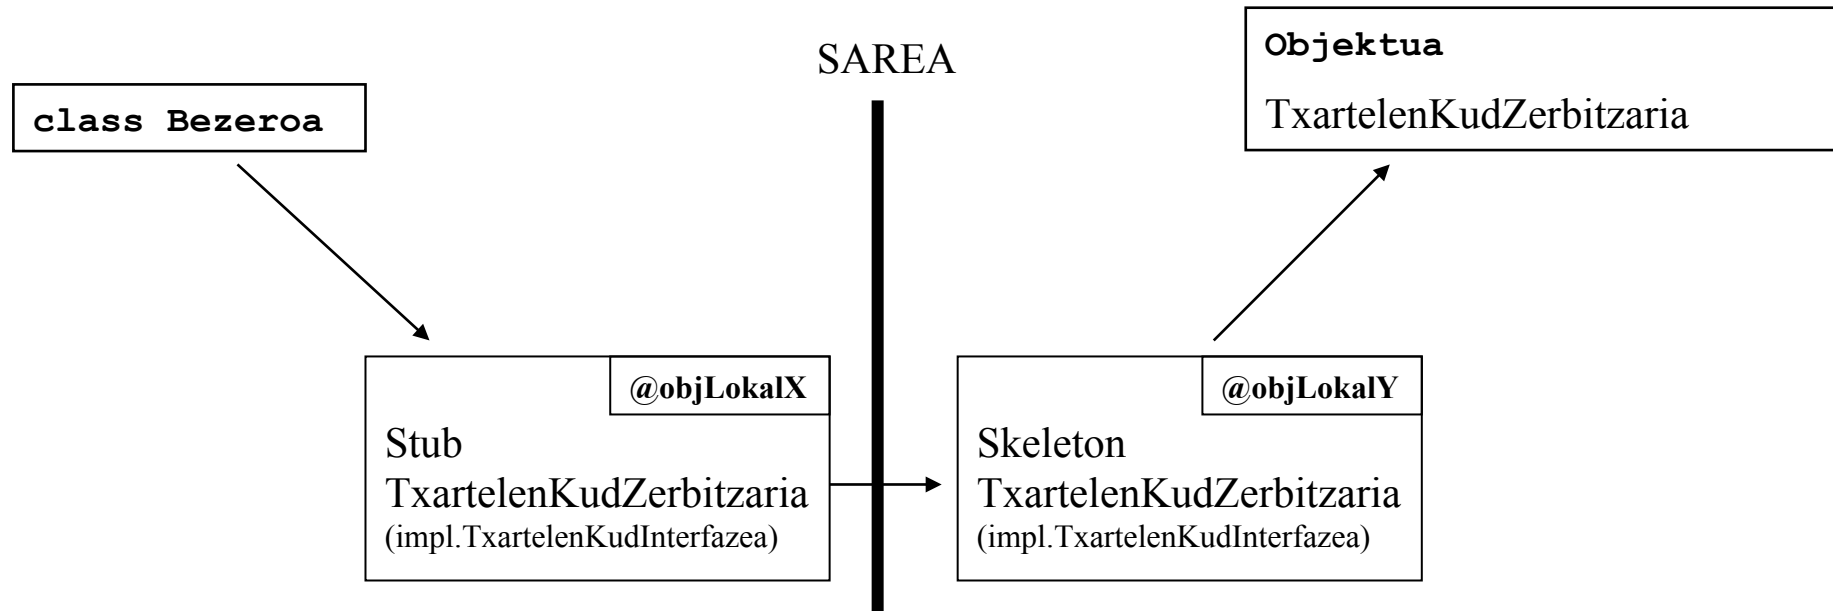 class Bezeroa
SAREA
Objektua
TxartelenKudZerbitzaria
@objLokalX
Stub
TxartelenKudZerbitzaria
(impl.TxartelenKudInterfazea)
@objLokalY
Skeleton
TxartelenKudZerbitzaria
(impl.TxartelenKudInterfazea)